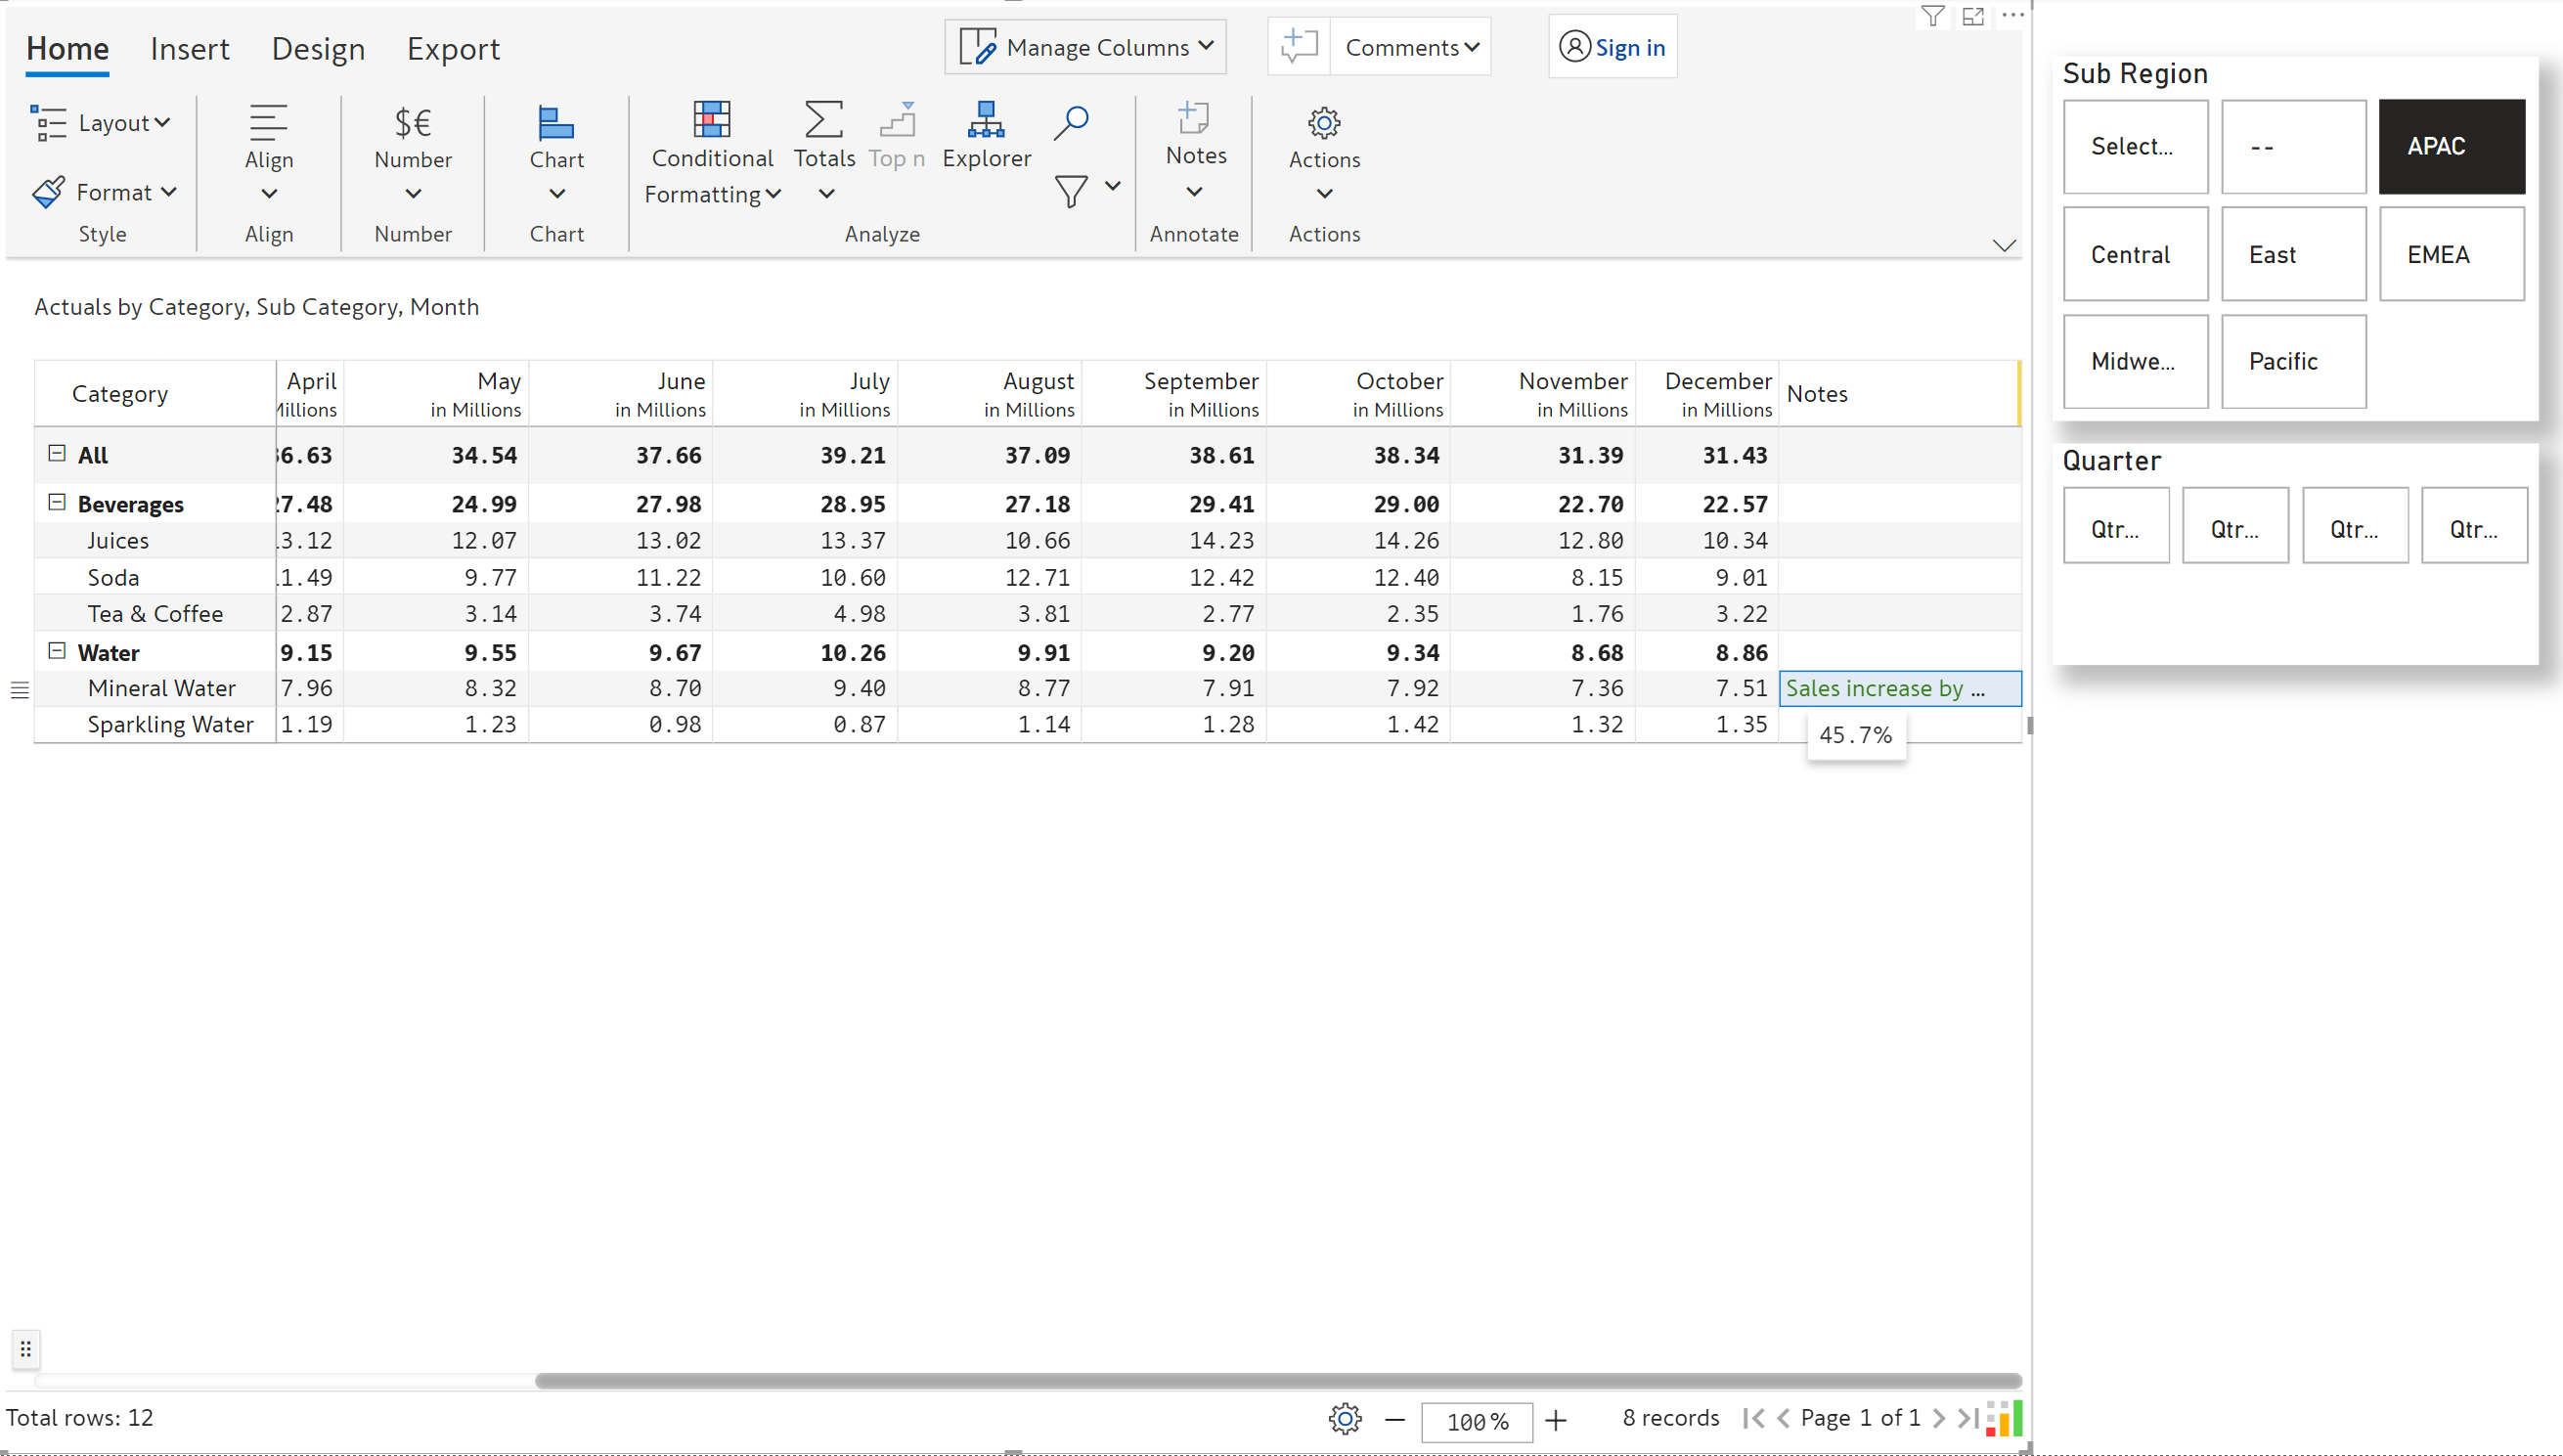 Home Insert Design Export Manage Columns Comments Sign in
Layout Align Number Chart Conditional Formatting Totals Top n Explorer Notes Actions
Format
Style Align Number Chart Analyze Annotate Actions
Actuals by Category, Sub Category, Month
Category April May June July August September October November December Notes
in Millions in Millions in Millions in Millions in Millions in Millions in Millions in Millions
All 6.63 34.54 37.66 39.21 37.09 38.61 38.34 31.39 31.43
Beverages 7.48 24.99 27.98 28.95 27.18 29.41 29.00 22.70 22.57
Juices 3.12 12.07 13.02 13.37 10.66 14.23 14.26 12.80 10.34
Soda 1.49 9.77 11.22 10.60 12.71 12.42 12.40 8.15 9.01
Tea & Coffee 2.87 3.14 3.74 4.98 3.81 2.77 2.35 1.76 3.22
Water 9.15 9.55 9.67 10.26 9.91 9.20 9.34 8.68 8.86
Mineral Water 7.96 8.32 8.70 9.40 8.77 7.91 7.92 7.36 7.51 Sales increase by ...
Sparkling Water 1.19 1.23 0.98 0.87 1.14 1.28 1.42 1.32 1.35
45.7%
Total rows: 12
100 %
8 records
Page 1 of 1
Sub Region
Select... -- APAC
Central East EMEA
Midwe... Pacific
Quarter
Qtr... Qtr... Qtr... Qtr...